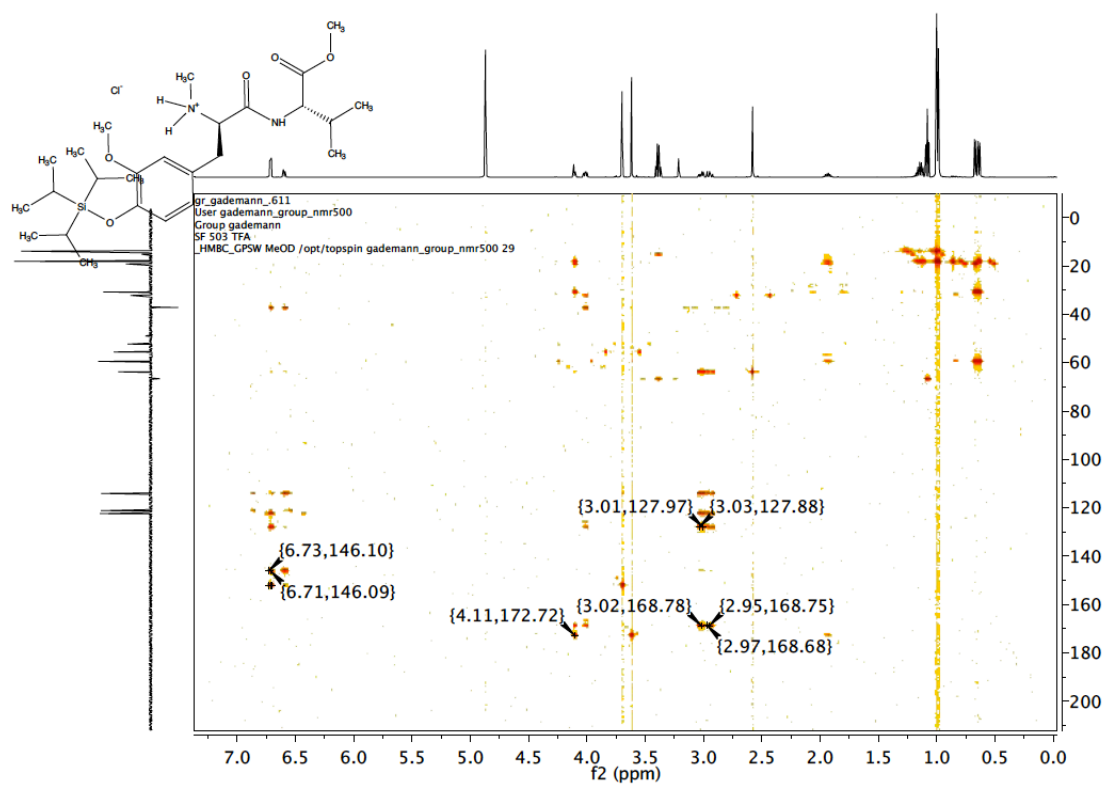 CH₃
O
O
CH₃
O
Cl⁻
H
N⁺
H
NH
CH₃
CH₃
H₃C
O
H₃C
CH₃
H₃C
Si
O
H₃C
CH₃
CH₃
gr_gademann_.611
User gademann_group_nmr500
Group gademann
SF 503 TFA
_HMBC_GPSW MeOD /opt/topspin gademann_group_nmr500 29
{3.01,127.97}
{3.03,127.88}
{6.73,146.10}
{6.71,146.09}
{4.11,172.72}
{3.02,168.78}
{2.95,168.75}
{2.97,168.68}
0
20
40
60
80
100
120
140
160
180
200
7.0 6.5 6.0 5.5 5.0 4.5 4.0 3.5 3.0 2.5 2.0 1.5 1.0 0.5 0.0
f2 (ppm)